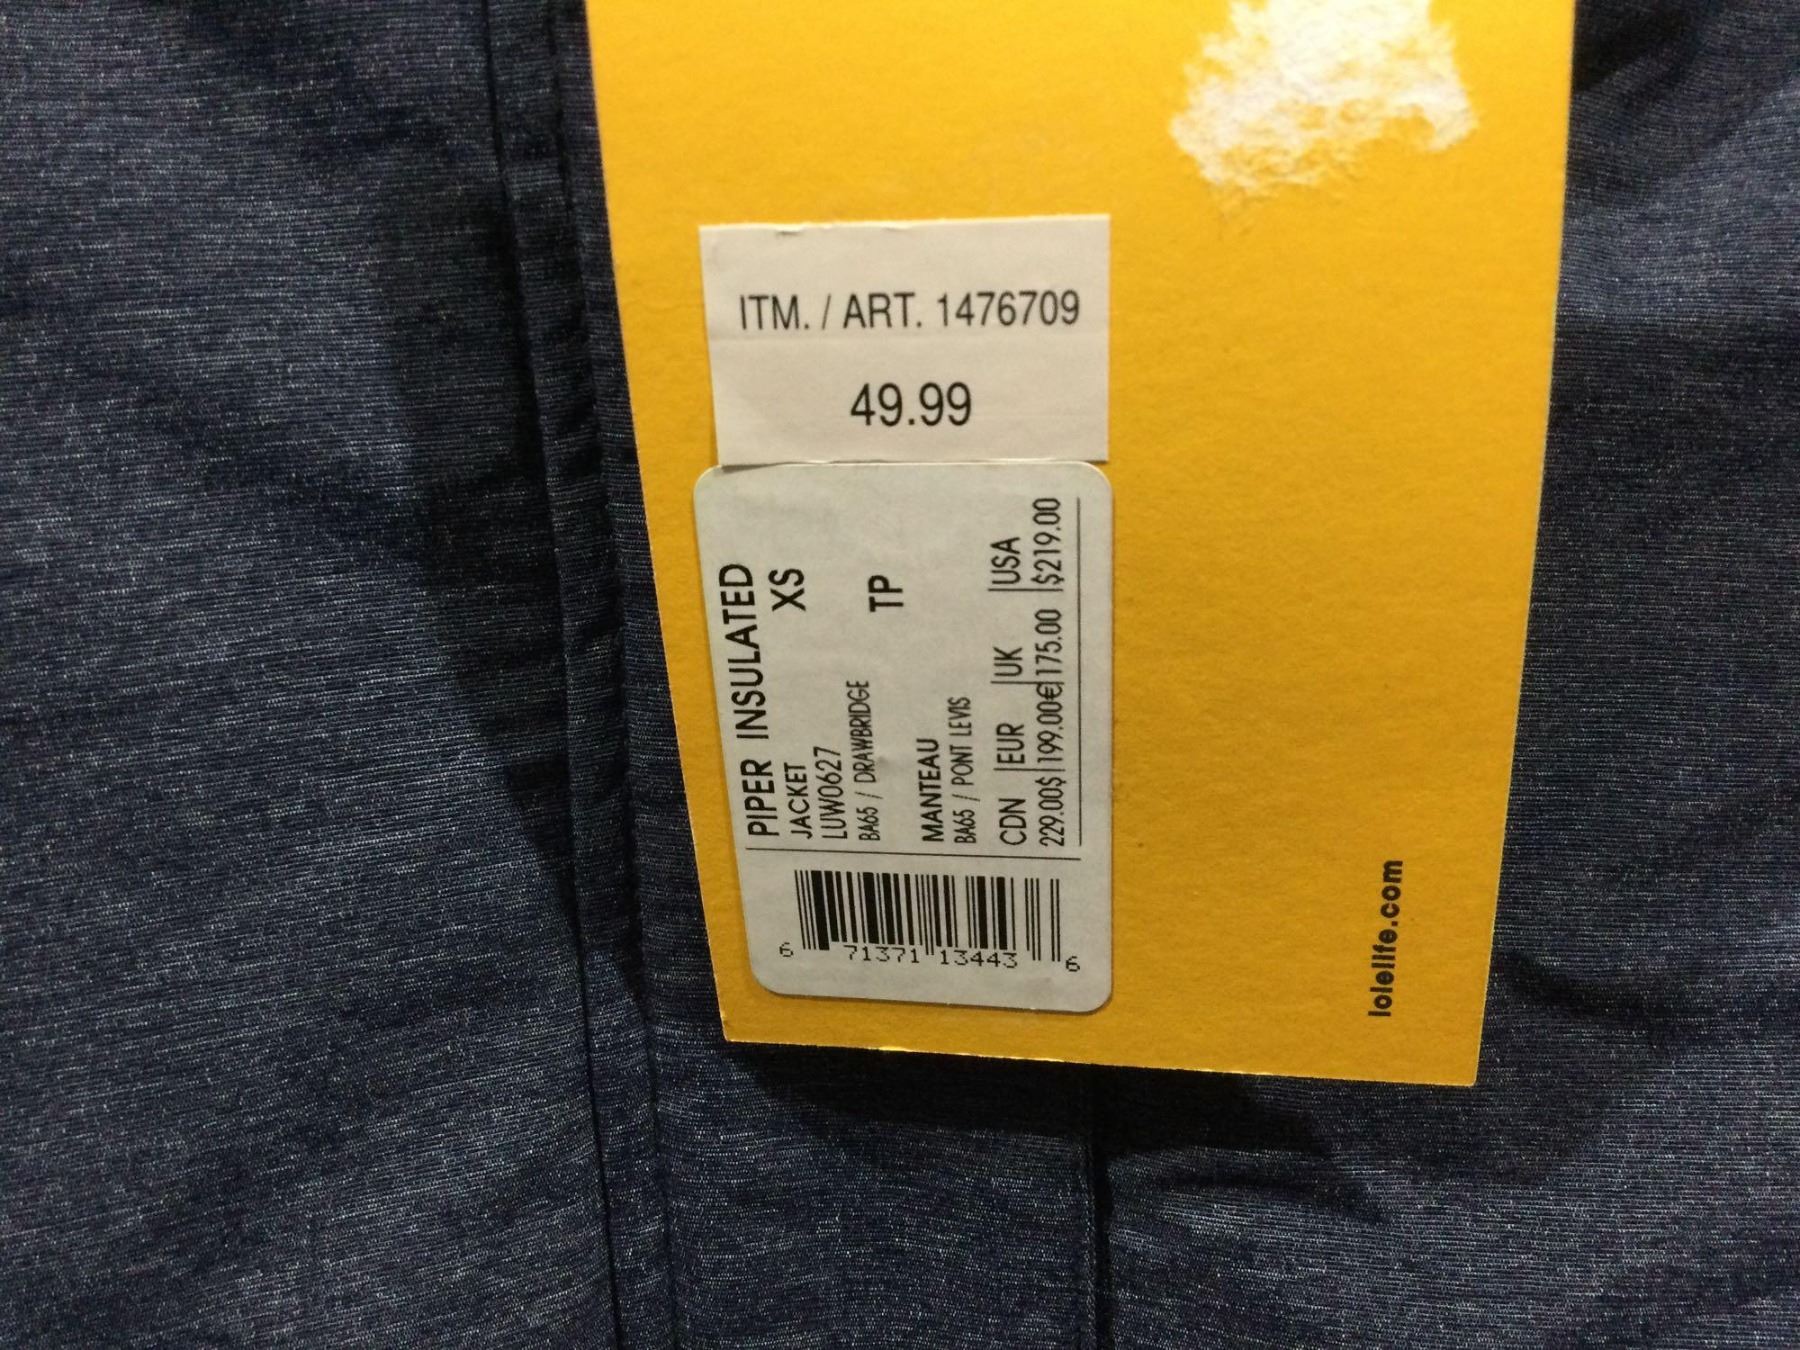 ITM. / ART. 1476709
49.99
PIPER INSULATED
JACKET XS
LUW0627
BA65 / DRAWBRIDGE
TP
MANTEAU
BA65 / PONT LEVIS
CDN EUR UK USA
229.00$ 199.00€ 175.00 $219.00
6 71371 13443 6
lolelife.com